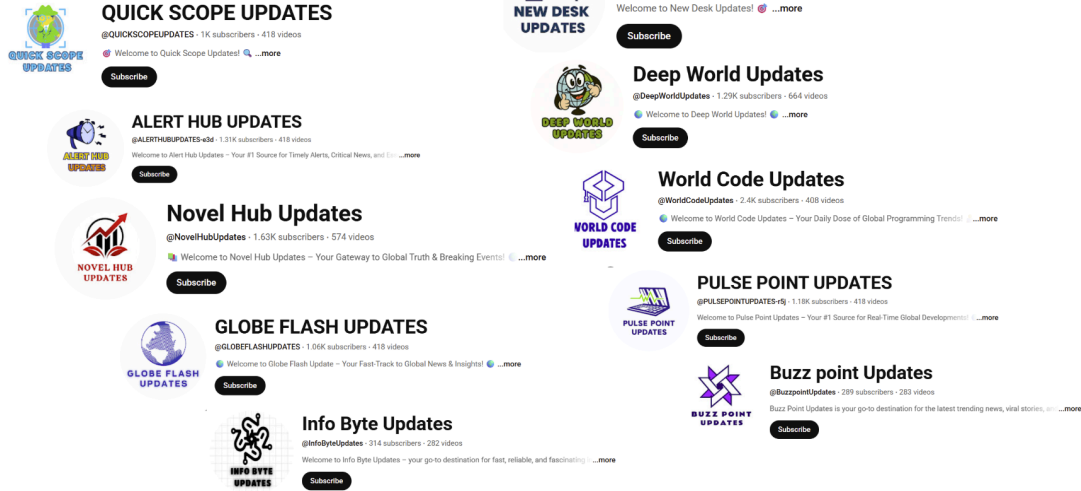 QUICK SCOPE UPDATES
@QUICKSCOPEUPDATES · 1K subscribers · 418 videos
🎯 Welcome to Quick Scope Updates! 🔍 ...more
Subscribe
QUICK SCOPE
UPDATES
ALERT HUB UPDATES
@ALERTHUBUPDATES-e3d · 1.31K subscribers · 418 videos
Welcome to Alert Hub Updates – Your #1 Source for Timely Alerts, Critical News, and ...more
Subscribe
ALERT HUB
UPDATES
Novel Hub Updates
@NovelHubUpdates · 1.63K subscribers · 574 videos
📚 Welcome to Novel Hub Updates – Your Gateway to Global Truth & Breaking Events! ...more
Subscribe
NOVEL HUB
UPDATES
GLOBE FLASH UPDATES
@GLOBEFLASHUPDATES · 1.06K subscribers · 418 videos
🌏 Welcome to Globe Flash Update – Your Fast-Track to Global News & Insights! 🌏 ...more
Subscribe
GLOBE FLASH
UPDATES
Info Byte Updates
@InfoByteUpdates · 314 subscribers · 282 videos
Welcome to Info Byte Updates – your go-to destination for fast, reliable, and fascinating ...more
Subscribe
INFO BYTE
UPDATES
NEW DESK
UPDATES
Welcome to New Desk Updates! 🎯 ...more
Subscribe
Deep World Updates
@DeepWorldUpdates · 1.29K subscribers · 664 videos
🌏 Welcome to Deep World Updates! 🌏 ...more
Subscribe
DEEP WORLD
UPDATES
World Code Updates
@WorldCodeUpdates · 2.4K subscribers · 408 videos
🌏 Welcome to World Code Updates – Your Daily Dose of Global Programming Trends! ...more
Subscribe
WORLD CODE
UPDATES
PULSE POINT UPDATES
@PULSEPOINTUPDATES-r5j · 1.18K subscribers · 418 videos
Welcome to Pulse Point Updates – Your #1 Source for Real-Time Global Developments! ...more
Subscribe
PULSE POINT
UPDATES
Buzz point Updates
@BuzzpointUpdates · 289 subscribers · 283 videos
Buzz Point Updates is your go-to destination for the latest trending news, viral stories, ...more
Subscribe
BUZZ POINT
UPDATES